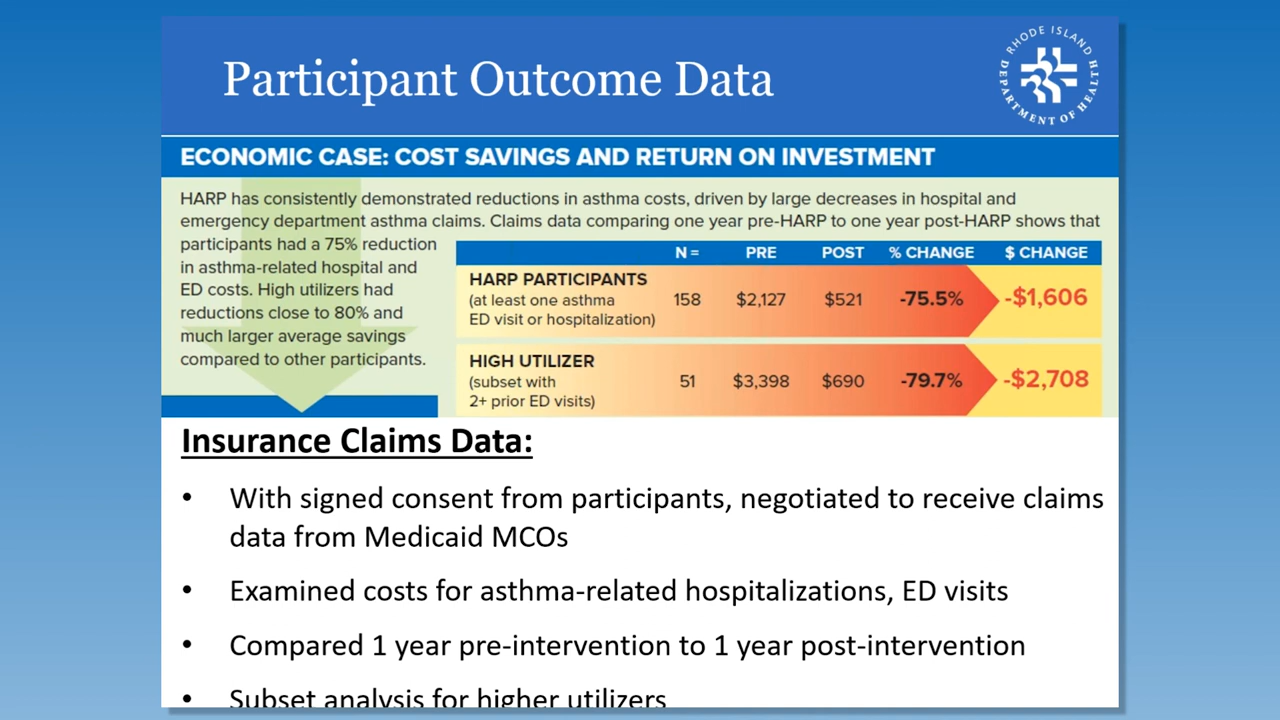 Participant Outcome Data
RHODE ISLAND
DEPARTMENT OF HEALTH
ECONOMIC CASE: COST SAVINGS AND RETURN ON INVESTMENT
HARP has consistently demonstrated reductions in asthma costs, driven by large decreases in hospital and
emergency department asthma claims. Claims data comparing one year pre-HARP to one year post-HARP shows that
participants had a 75% reduction
in asthma-related hospital and
ED costs. High utilizers had
reductions close to 80% and
much larger average savings
compared to other participants.
N = PRE POST % CHANGE $ CHANGE
HARP PARTICIPANTS
(at least one asthma
ED visit or hospitalization)
158 $2,127 $521 -75.5% -$1,606
HIGH UTILIZER
(subset with
2+ prior ED visits)
51 $3,398 $690 -79.7% -$2,708
Insurance Claims Data:
• With signed consent from participants, negotiated to receive claims
data from Medicaid MCOs
• Examined costs for asthma-related hospitalizations, ED visits
• Compared 1 year pre-intervention to 1 year post-intervention
• Subset analysis for higher utilizers